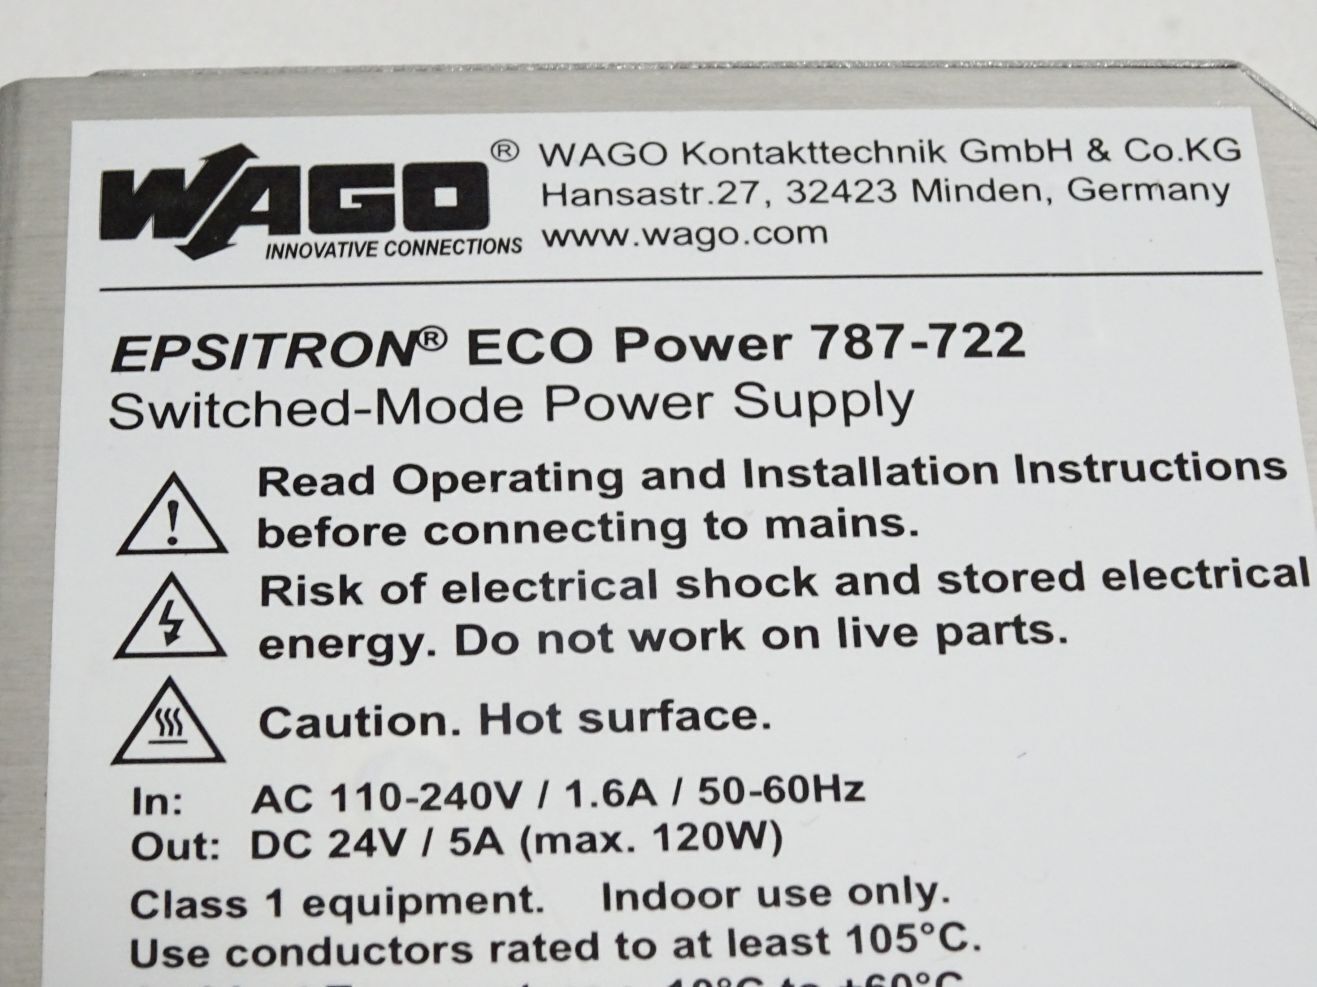 WAGO® WAGO Kontakttechnik GmbH & Co.KG
Hansastr.27, 32423 Minden, Germany
INNOVATIVE CONNECTIONS www.wago.com
EPSITRON® ECO Power 787-722
Switched-Mode Power Supply
Read Operating and Installation Instructions
before connecting to mains.
Risk of electrical shock and stored electrical
energy. Do not work on live parts.
Caution. Hot surface.
In: AC 110-240V / 1.6A / 50-60Hz
Out: DC 24V / 5A (max. 120W)
Class 1 equipment. Indoor use only.
Use conductors rated to at least 105°C.